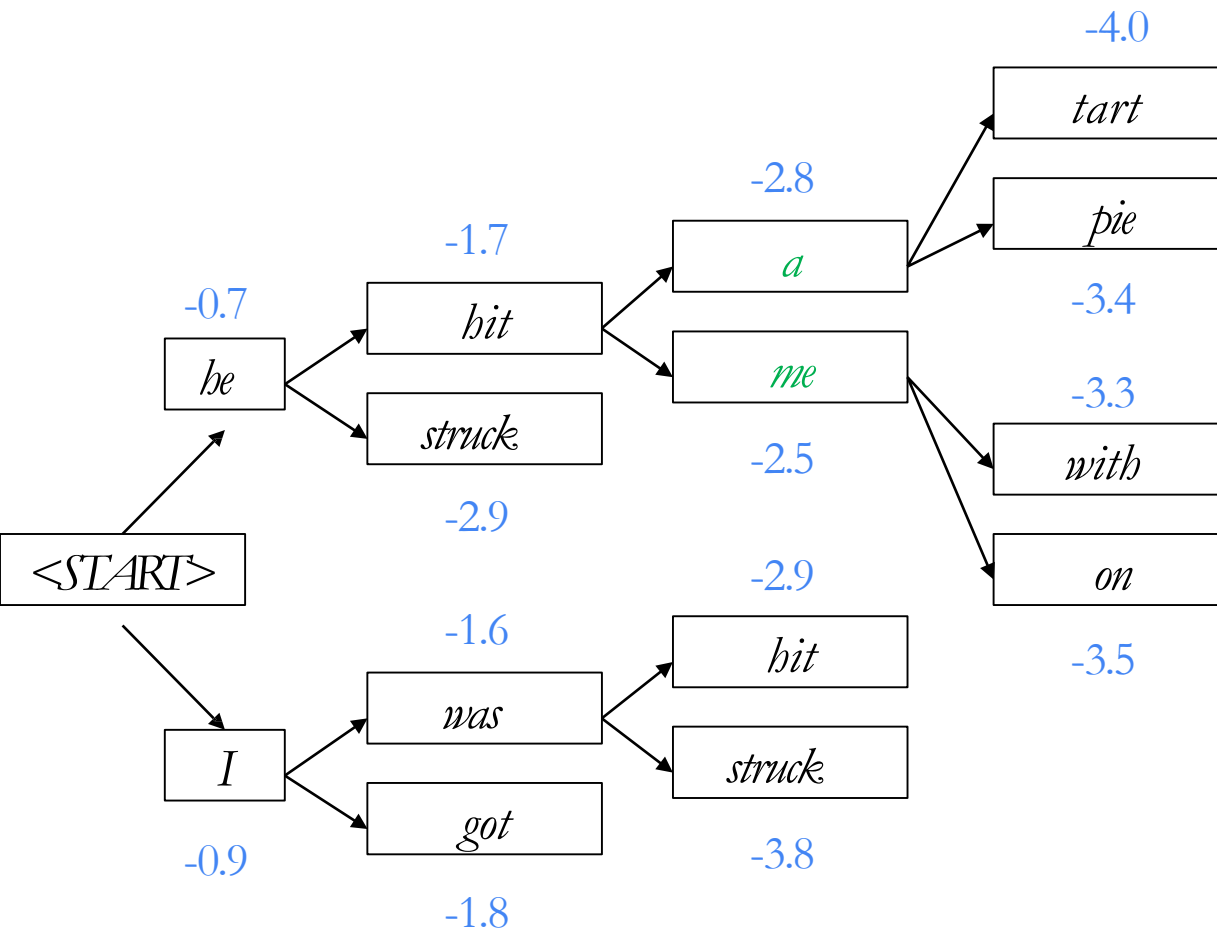 -4.0
tart
-2.8
pie
-1.7
a
-3.4
-0.7
hit
me
-3.3
he
struck
-2.5
with
-2.9
<START>
-2.9
on
-1.6
hit
-3.5
was
I
struck
got
-0.9
-3.8
-1.8